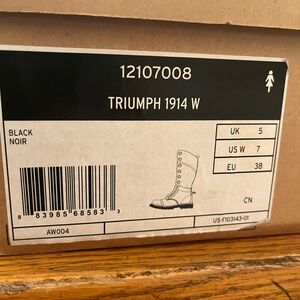 12107008
TRIUMPH 1914 W
BLACK
NOIR
UK 5
US W 7
EU 38
CN
8 83985 68583 3
AW004
US-F103143-01